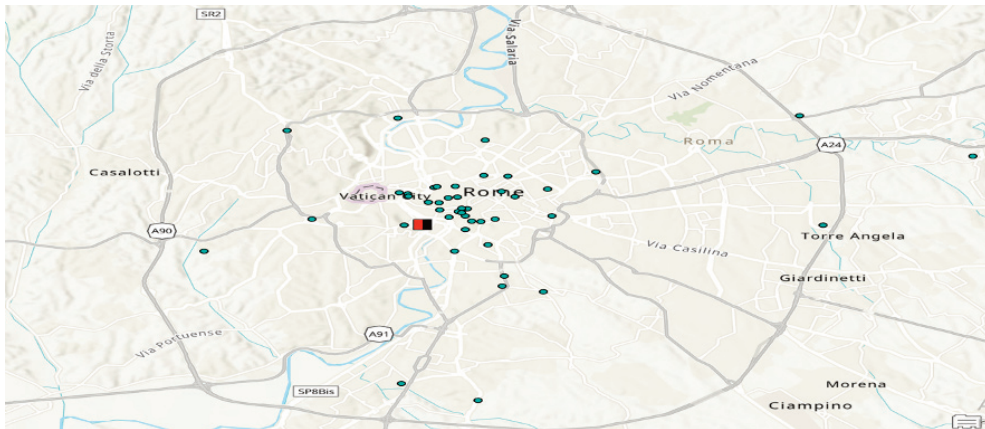 SR2
Via della Storta
Via Salaria
Via Nomentana
Roma
A24
Casalotti
Vatican City
Rome
A90
Via Casilina
Torre Angela
Giardinetti
Via Portuense
A91
SP8Bis
Morena
Ciampino